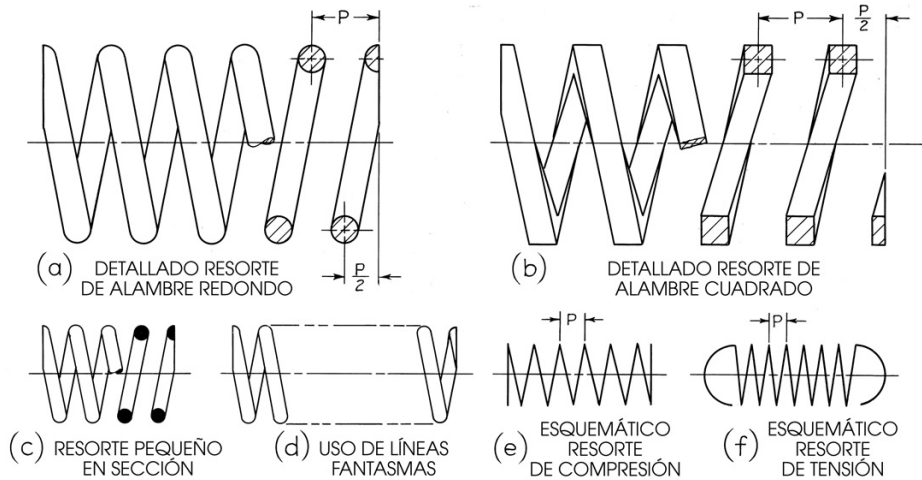 P
P
P/2
P/2
(a) DETALLADO RESORTE
DE ALAMBRE REDONDO
(b) DETALLADO RESORTE DE
ALAMBRE CUADRADO
P
P
(c) RESORTE PEQUEÑO
EN SECCIÓN
(d) USO DE LÍNEAS
FANTASMAS
(e) ESQUEMÁTICO
RESORTE
DE COMPRESIÓN
(f) ESQUEMÁTICO
RESORTE
DE TENSIÓN